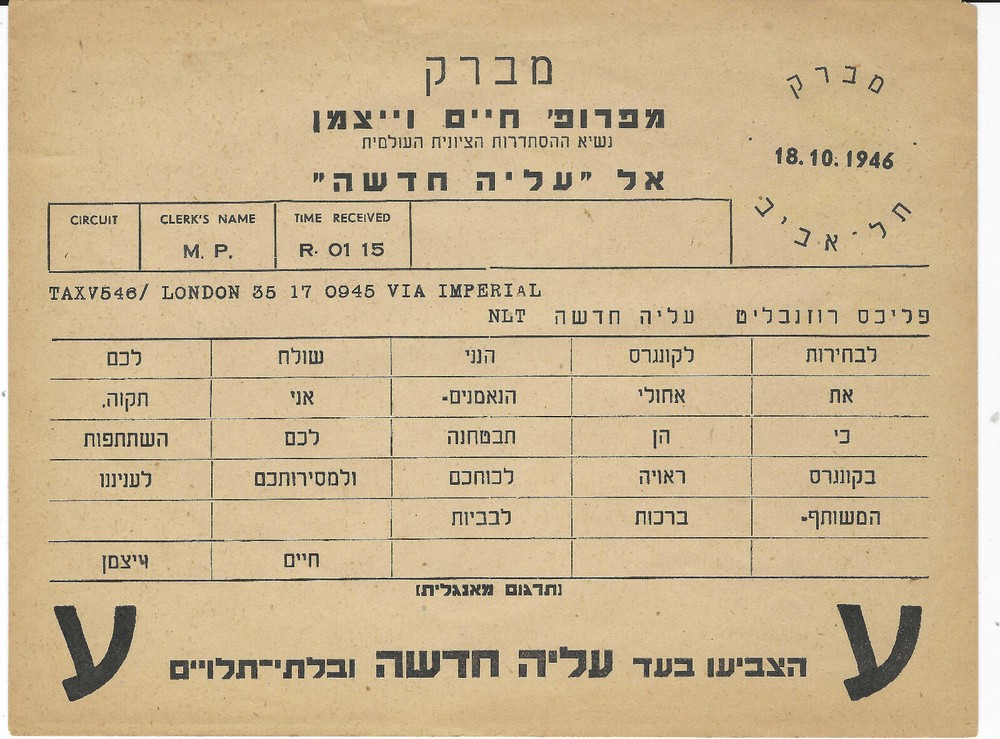 מברק
מפרופ׳ חיים וייצמן
נשיא ההסתדרות הציונית העולמית
אל "עליה חדשה"
מברק
18.10.1946
תל-אביב
CIRCUIT CLERK'S NAME TIME RECEIVED
M. P. R. 01 15
TAXV546/ LONDON 35 17 0945 VIA IMPERIAL
פליכס רוזנבליט עליה חדשה NLT
לבחירות לקונגרס הנני שולח לכם
את אחולי הנאמנים- אני תקוה,
כי הן תבטחנה לכם השתתפות
בקונגרס ראויה לכוחכם ולמסירותכם לעניננו
המשותף- ברכות לבביות
חיים ויצמן
(תרגום מאנגלית)
ע הצביעו בעד עליה חדשה ובלתי-תלויים ע